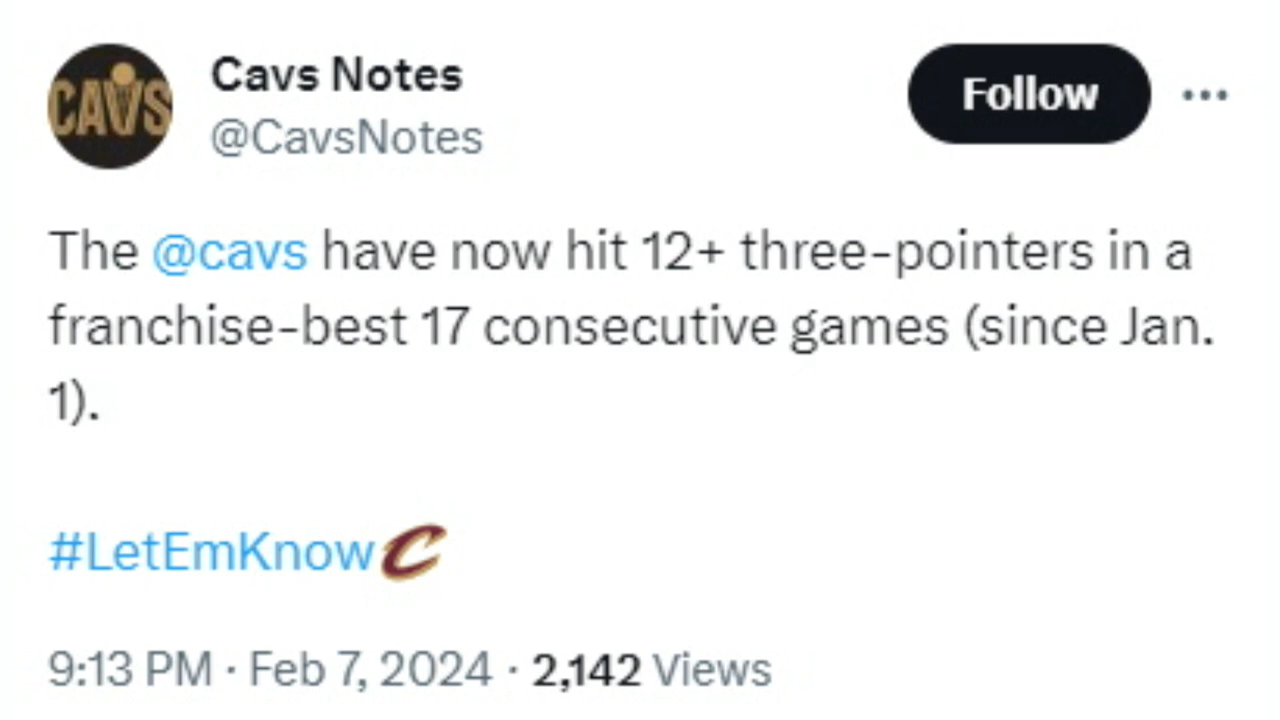 CAVS
Cavs Notes
@CavsNotes
Follow
The @cavs have now hit 12+ three-pointers in a
franchise-best 17 consecutive games (since Jan.
1).
#LetEmKnow
9:13 PM · Feb 7, 2024 · 2,142 Views